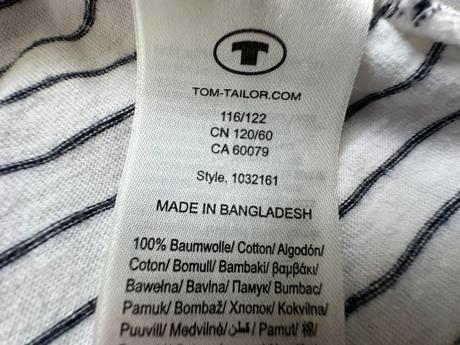 T
TOM-TAILOR.COM
116/122
CN 120/60
CA 60079
Style. 1032161
MADE IN BANGLADESH
100% Baumwolle/ Cotton/ Algodón/
Coton/ Bomull/ Bambaki/ βαμβάκι/
Bawełna/ Bavlna/ Памук/ Bumbac/
Pamuk/ Bombaž/ Хлопок/ Kokvilna/
Puuvill/ Medvilnė/ قطن/ Pamut/ 綿/